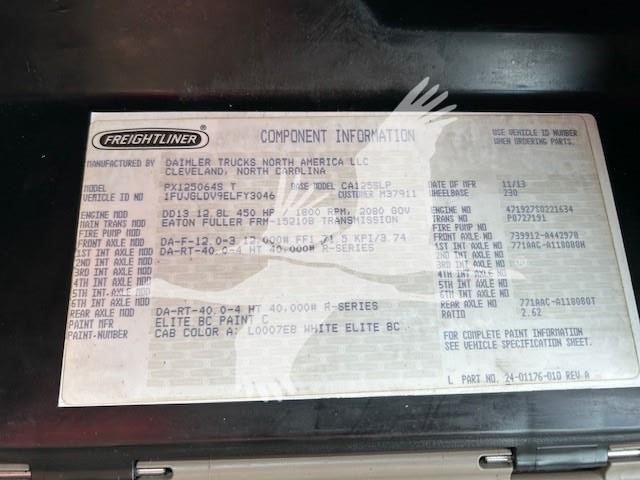 FREIGHTLINER
COMPONENT INFORMATION
USE VEHICLE ID NUMBER
WHEN ORDERING PARTS.
MANUFACTURED BY DAIMLER TRUCKS NORTH AMERICA LLC
CLEVELAND, NORTH CAROLINA
MODEL PX125064S T BASE MODEL CA125SLP DATE OF MFR 11/13
VEHICLE ID NO 1FUJGLDV9ELFY3046 CUSTOMER M37911 WHEELBASE 230
ENGINE MOD DD13 12.8L 450 HP 1800 RPM, 2080 GOV ENGINE NO 471927S0221634
MAIN TRANS MOD EATON FULLER FRM-15210B TRANSMISSION TRANS NO P0727191
FIRE PUMP MOD FIRE PUMP NO
FRONT AXLE MOD DA-F-12.0-3 12,000# FF1 71.5 KPI/3.74 FRONT AXLE NO 739912-A442978
1ST INT AXLE MOD DA-RT-40.0-4 HT 40,000# R-SERIES 1ST INT AXLE NO 771AAC-A118080H
2ND INT AXLE MOD 2ND INT AXLE NO
3RD INT AXLE MOD 3RD INT AXLE NO
4TH INT AXLE MOD 4TH INT AXLE NO
5TH INT. AXLE MOD 5TH INT AXLE NO
6TH INT AXLE MOD 6TH INT AXLE NO
REAR AXLE MOD DA-RT-40.0-4 HT 40,000# R-SERIES REAR AXLE NO 771AAC-A118080T
PAINT MFR ELITE BC PAINT C RATIO 2.62
PAINT-NUMBER CAB COLOR A: L0007EB WHITE ELITE BC
FOR COMPLETE PAINT INFORMATION
SEE VEHICLE SPECIFICATION SHEET.
L PART NO. 24-01176-010 REV A